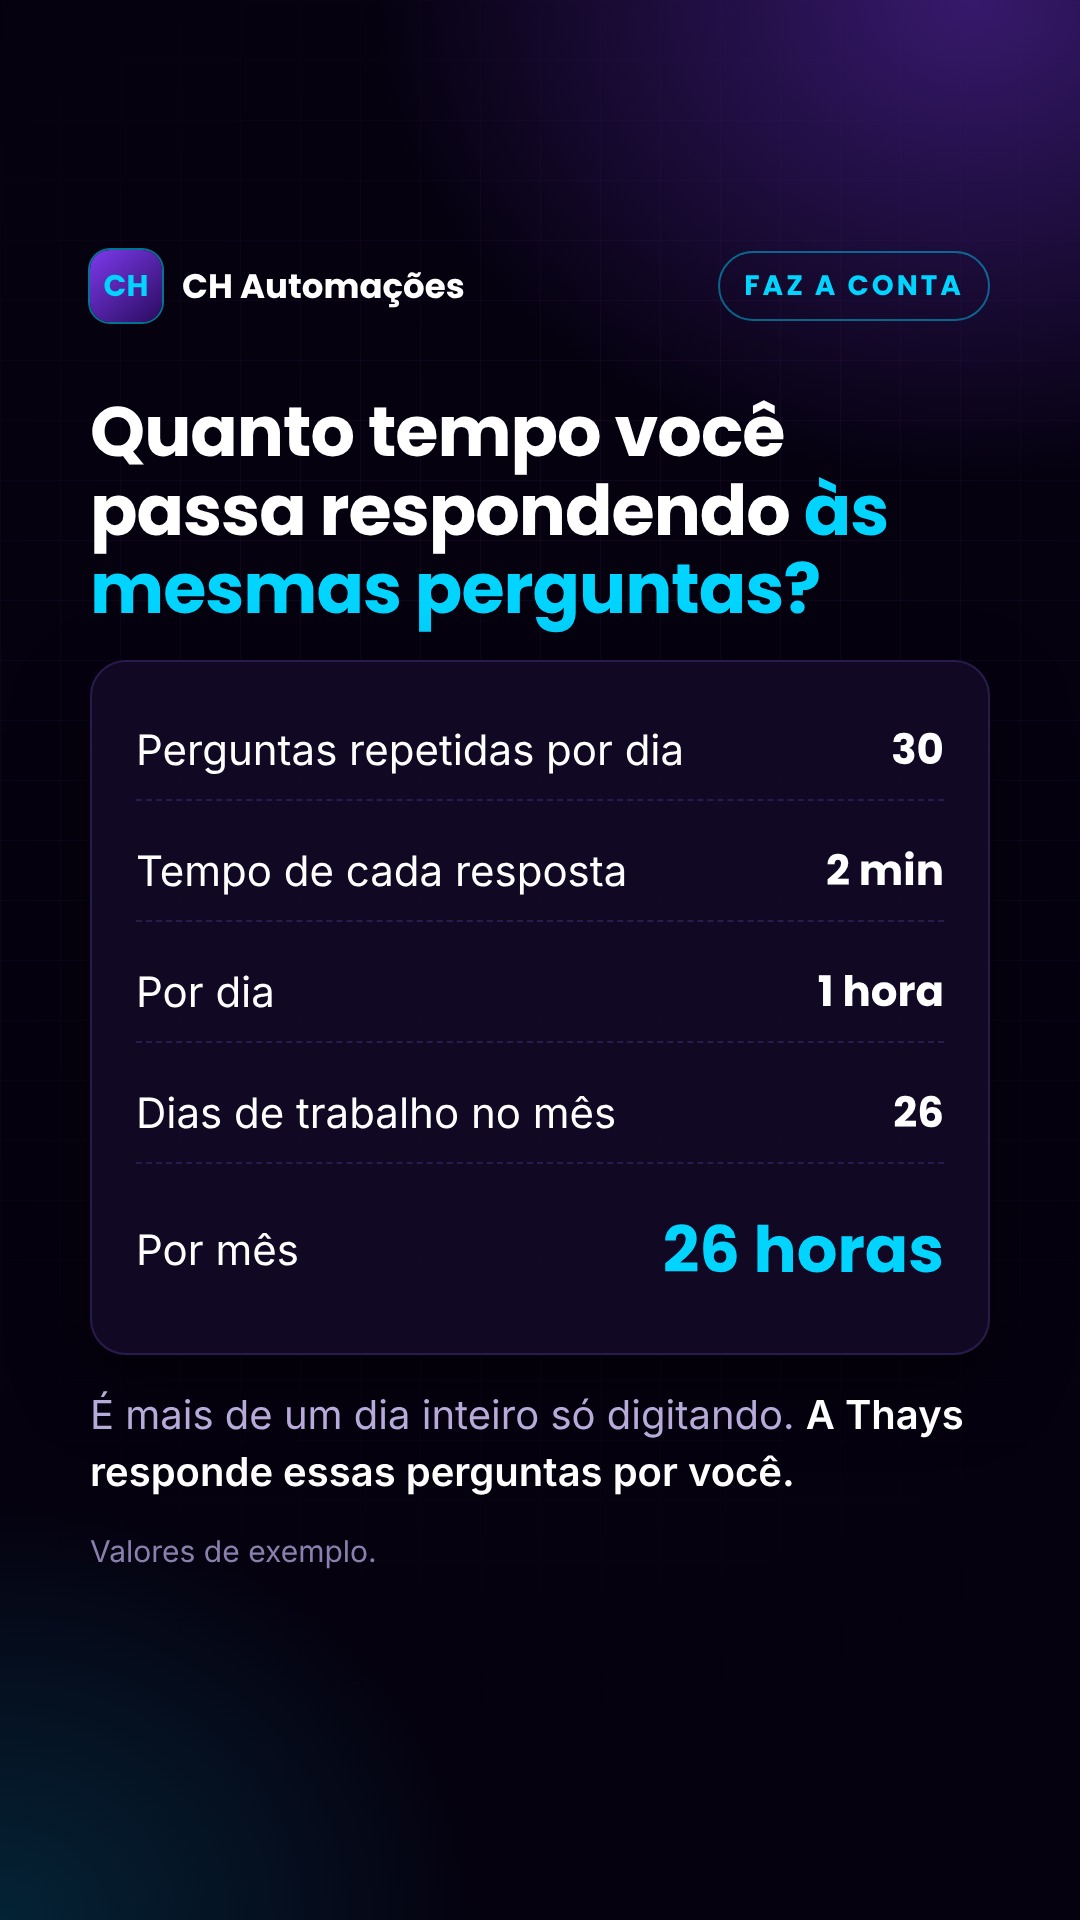 CH
CH Automações
FAZ A CONTA
Quanto tempo você
passa respondendo às
mesmas perguntas?
Perguntas repetidas por dia 30
Tempo de cada resposta 2 min
Por dia 1 hora
Dias de trabalho no mês 26
Por mês 26 horas
É mais de um dia inteiro só digitando. A Thays
responde essas perguntas por você.
Valores de exemplo.